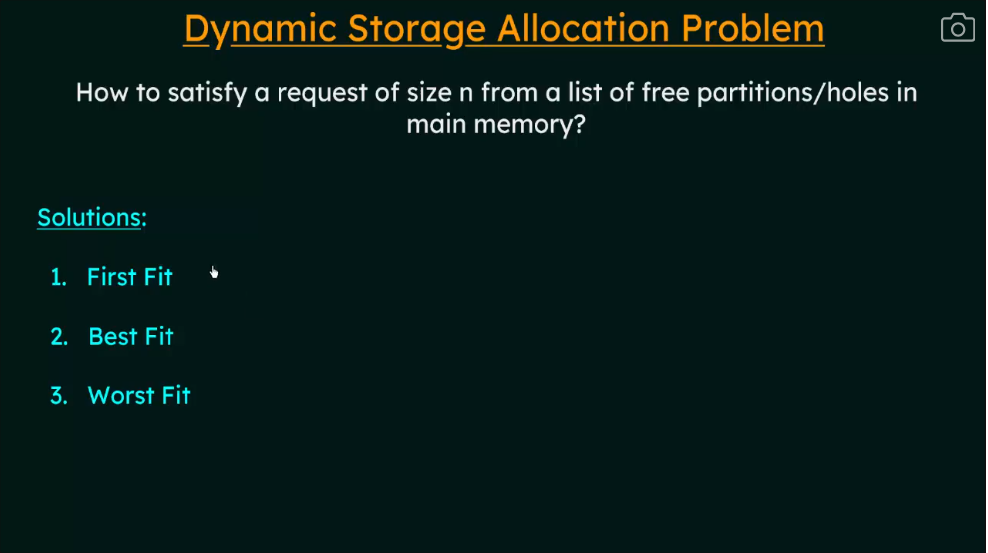 Dynamic Storage Allocation Problem
How to satisfy a request of size n from a list of free partitions/holes in
main memory?
Solutions:
1. First Fit
2. Best Fit
3. Worst Fit